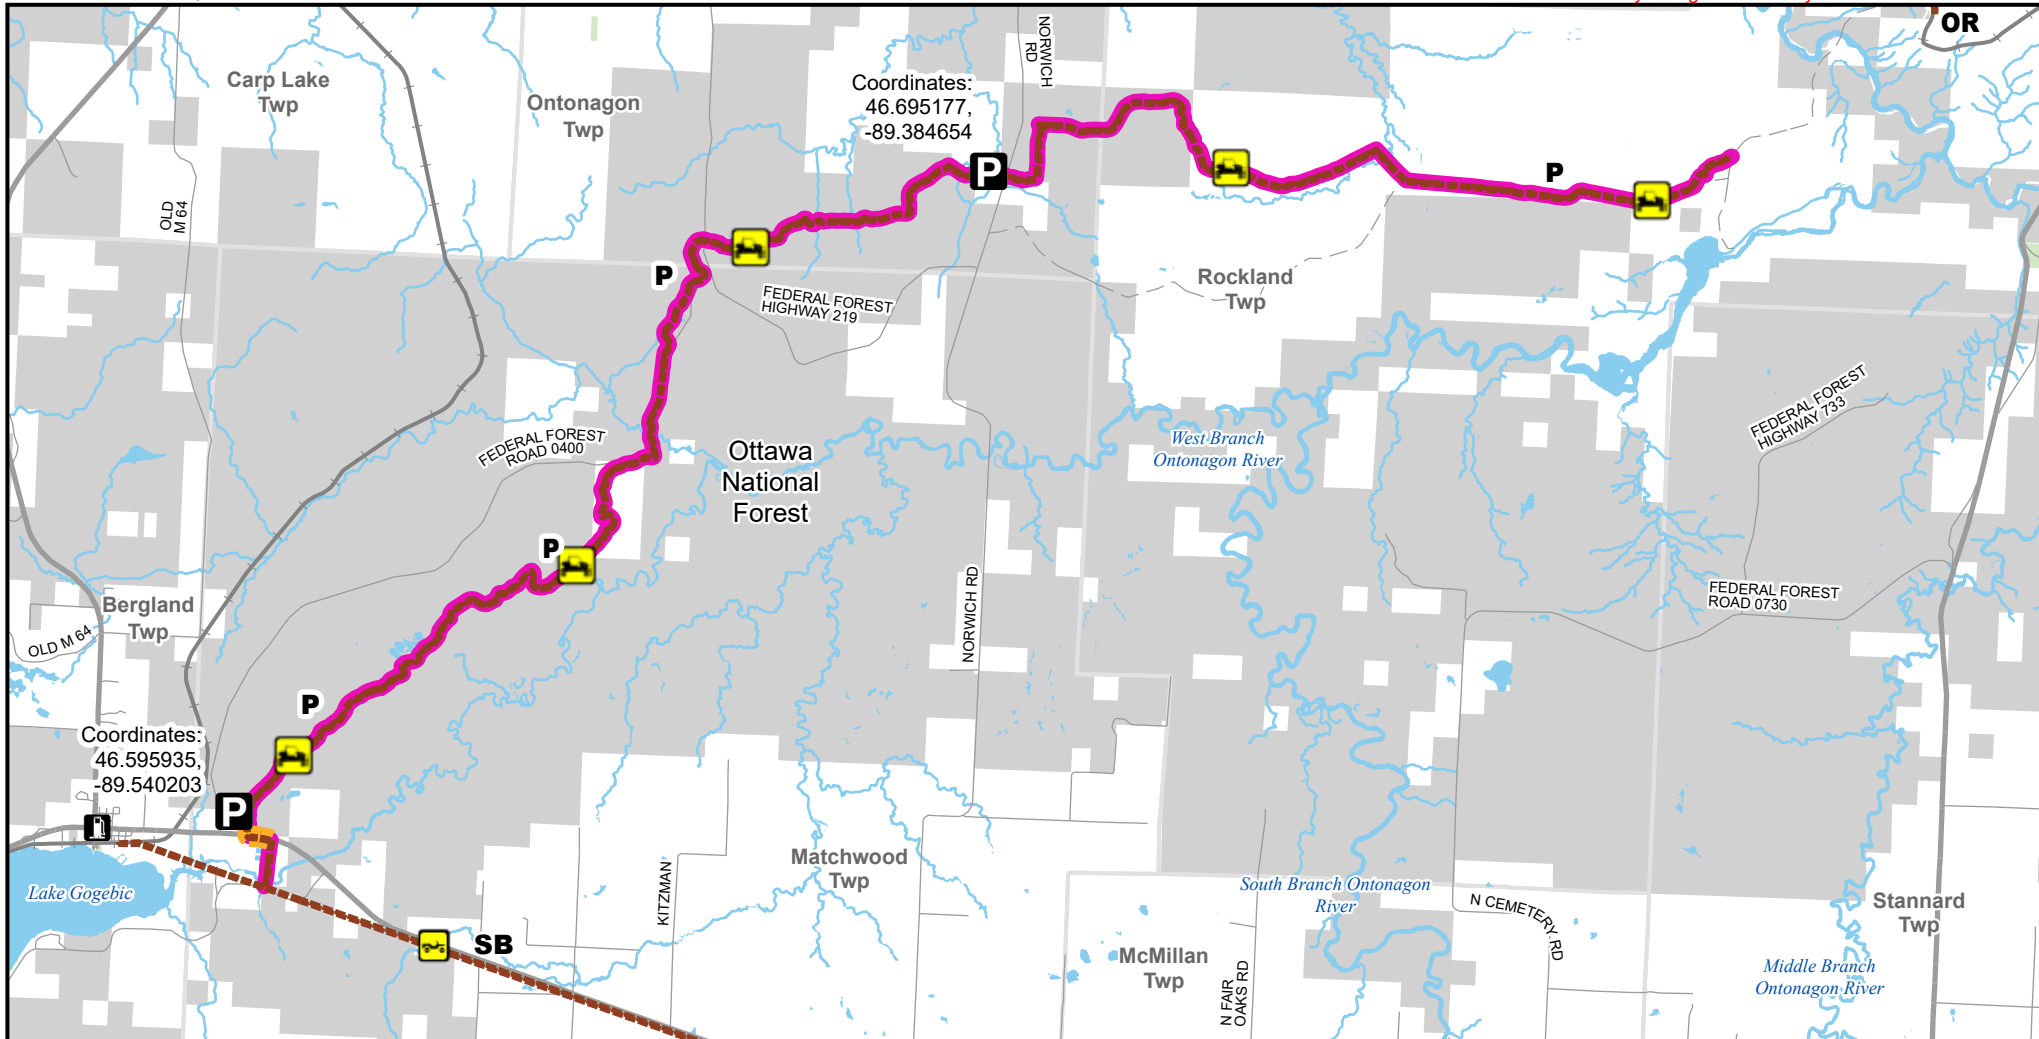 OR
Carp Lake
Twp
Ontonagon
Twp
Coordinates:
46.695177,
-89.384654
NORWICH
RD
P
P
OLD
M 64
P
FEDERAL FOREST
HIGHWAY 219
Rockland
Twp
FEDERAL FOREST
HIGHWAY 733
FEDERAL FOREST
ROAD 0400
Ottawa
National
Forest
West Branch
Ontonagon River
P
Bergland
Twp
OLD M 64
NORWICH RD
FEDERAL FOREST
ROAD 0730
P
Coordinates:
46.595935,
-89.540203
P
Lake Gogebic
KITZMAN
Matchwood
Twp
South Branch Ontonagon
River
N CEMETERY RD
Stannard
Twp
SB
McMillan
Twp
N FAIR
OAKS RD
Middle Branch
Ontonagon River